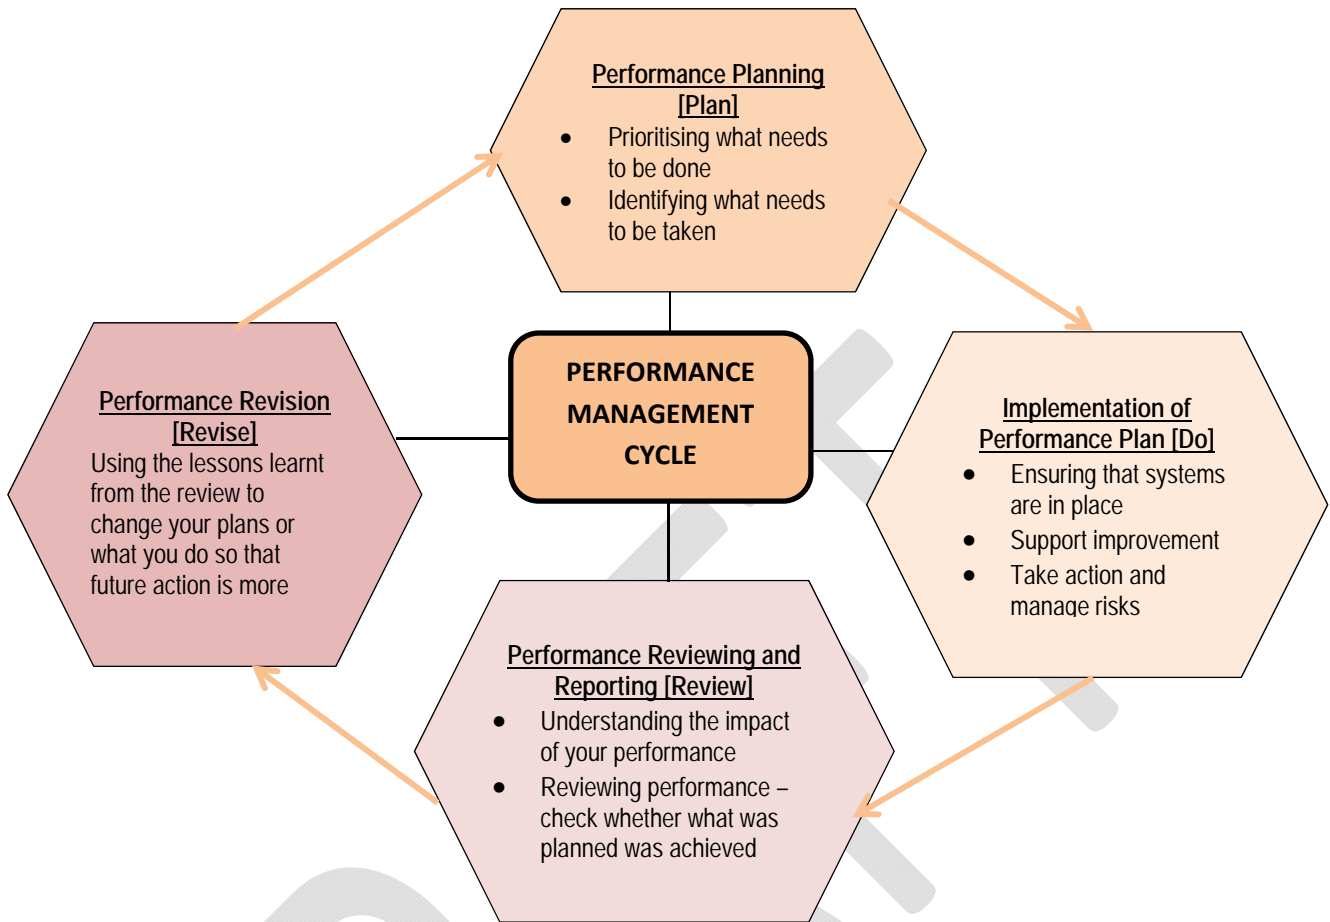 Performance Planning
[Plan]
• Prioritising what needs
to be done
• Identifying what needs
to be taken
PERFORMANCE
MANAGEMENT
CYCLE
Implementation of
Performance Plan [Do]
• Ensuring that systems
are in place
• Support improvement
• Take action and
manage risks
Performance Reviewing and
Reporting [Review]
• Understanding the impact
of your performance
• Reviewing performance –
check whether what was
planned was achieved
Performance Revision
[Revise]
Using the lessons learnt
from the review to
change your plans or
what you do so that
future action is more